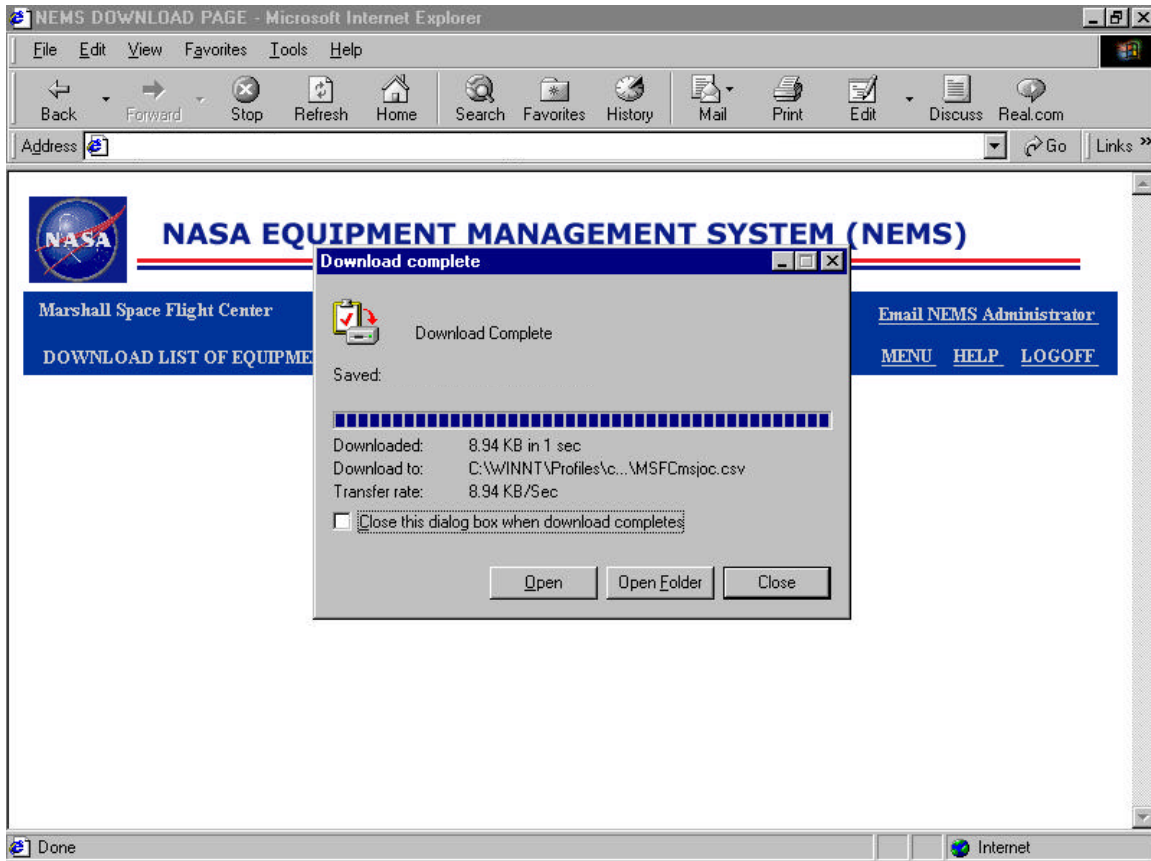 NEMS DOWNLOAD PAGE - Microsoft Internet Explorer
File Edit View Favorites Tools Help
Back Forward Stop Refresh Home Search Favorites History Mail Print Edit Discuss Real.com
Address Go Links »
NASA
NASA EQUIPMENT MANAGEMENT SYSTEM (NEMS)
Marshall Space Flight Center
Email NEMS Administrator
DOWNLOAD LIST OF EQUIPME
MENU HELP LOGOFF
Download complete
Download Complete
Saved:
Downloaded: 8.94 KB in 1 sec
Download to: C:\WINNT\Profiles\c...\MSFCmsjoc.csv
Transfer rate: 8.94 KB/Sec
Close this dialog box when download completes
Open Open Folder Close
Done Internet